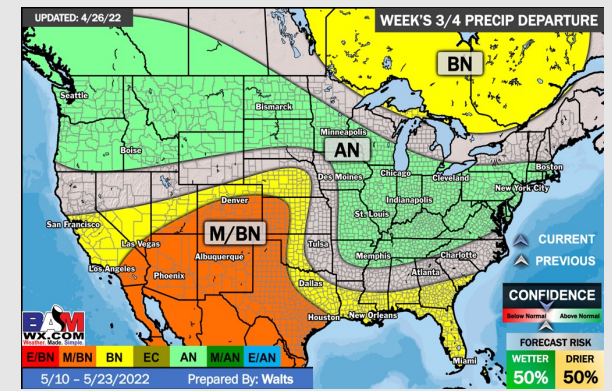 UPDATED: 4/26/22
WEEK'S 3/4 PRECIP DEPARTURE
BN
Seattle
Bismarck
Minneapolis
AN
Boise
Boston
Chicago
Cleveland
Des Moines
New York City
Indianapolis
Denver
St. Louis
San Francisco
M/BN
Las Vegas
CURRENT
Tulsa
Albuquerque
Memphis
Charlotte
PREVIOUS
Los Angeles
Phoenix
Atlanta
Dallas
CONFIDENCE
Houston
New Orleans
Below Normal
Above Normal
BAM
WX.COM
Weather. Made. Simple.
FORECAST RISK
E/BN M/BN BN EC AN M/AN E/AN
Miami
WETTER
50%
DRIER
50%
5/10 – 5/23/2022
Prepared By: Walts